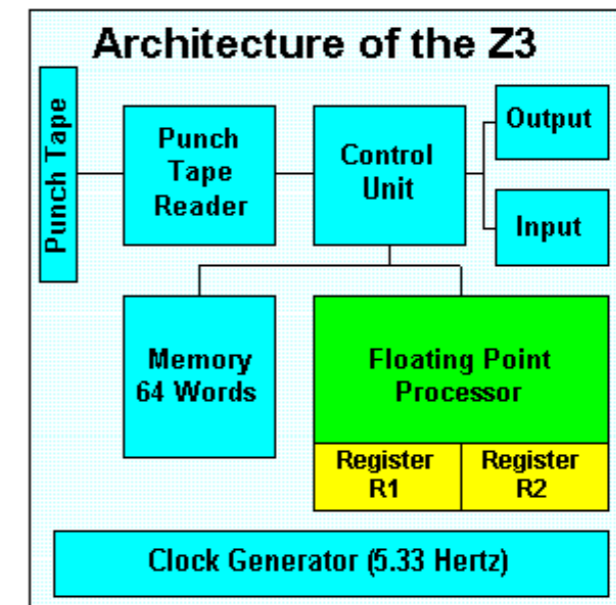 Architecture of the Z3
Punch Tape
Punch
Tape
Reader
Control
Unit
Output
Input
Memory
64 Words
Floating Point
Processor
Register
R1
Register
R2
Clock Generator (5.33 Hertz)